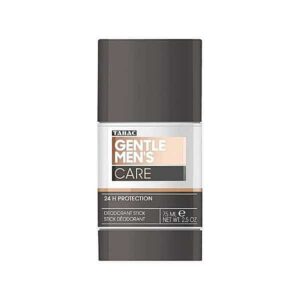 TABAC
GENTLE
MEN'S
CARE
24 H PROTECTION
DEODORANT STICK
STICK DÉODORANT
75 ML ℮
NET WT. 2.5 OZ